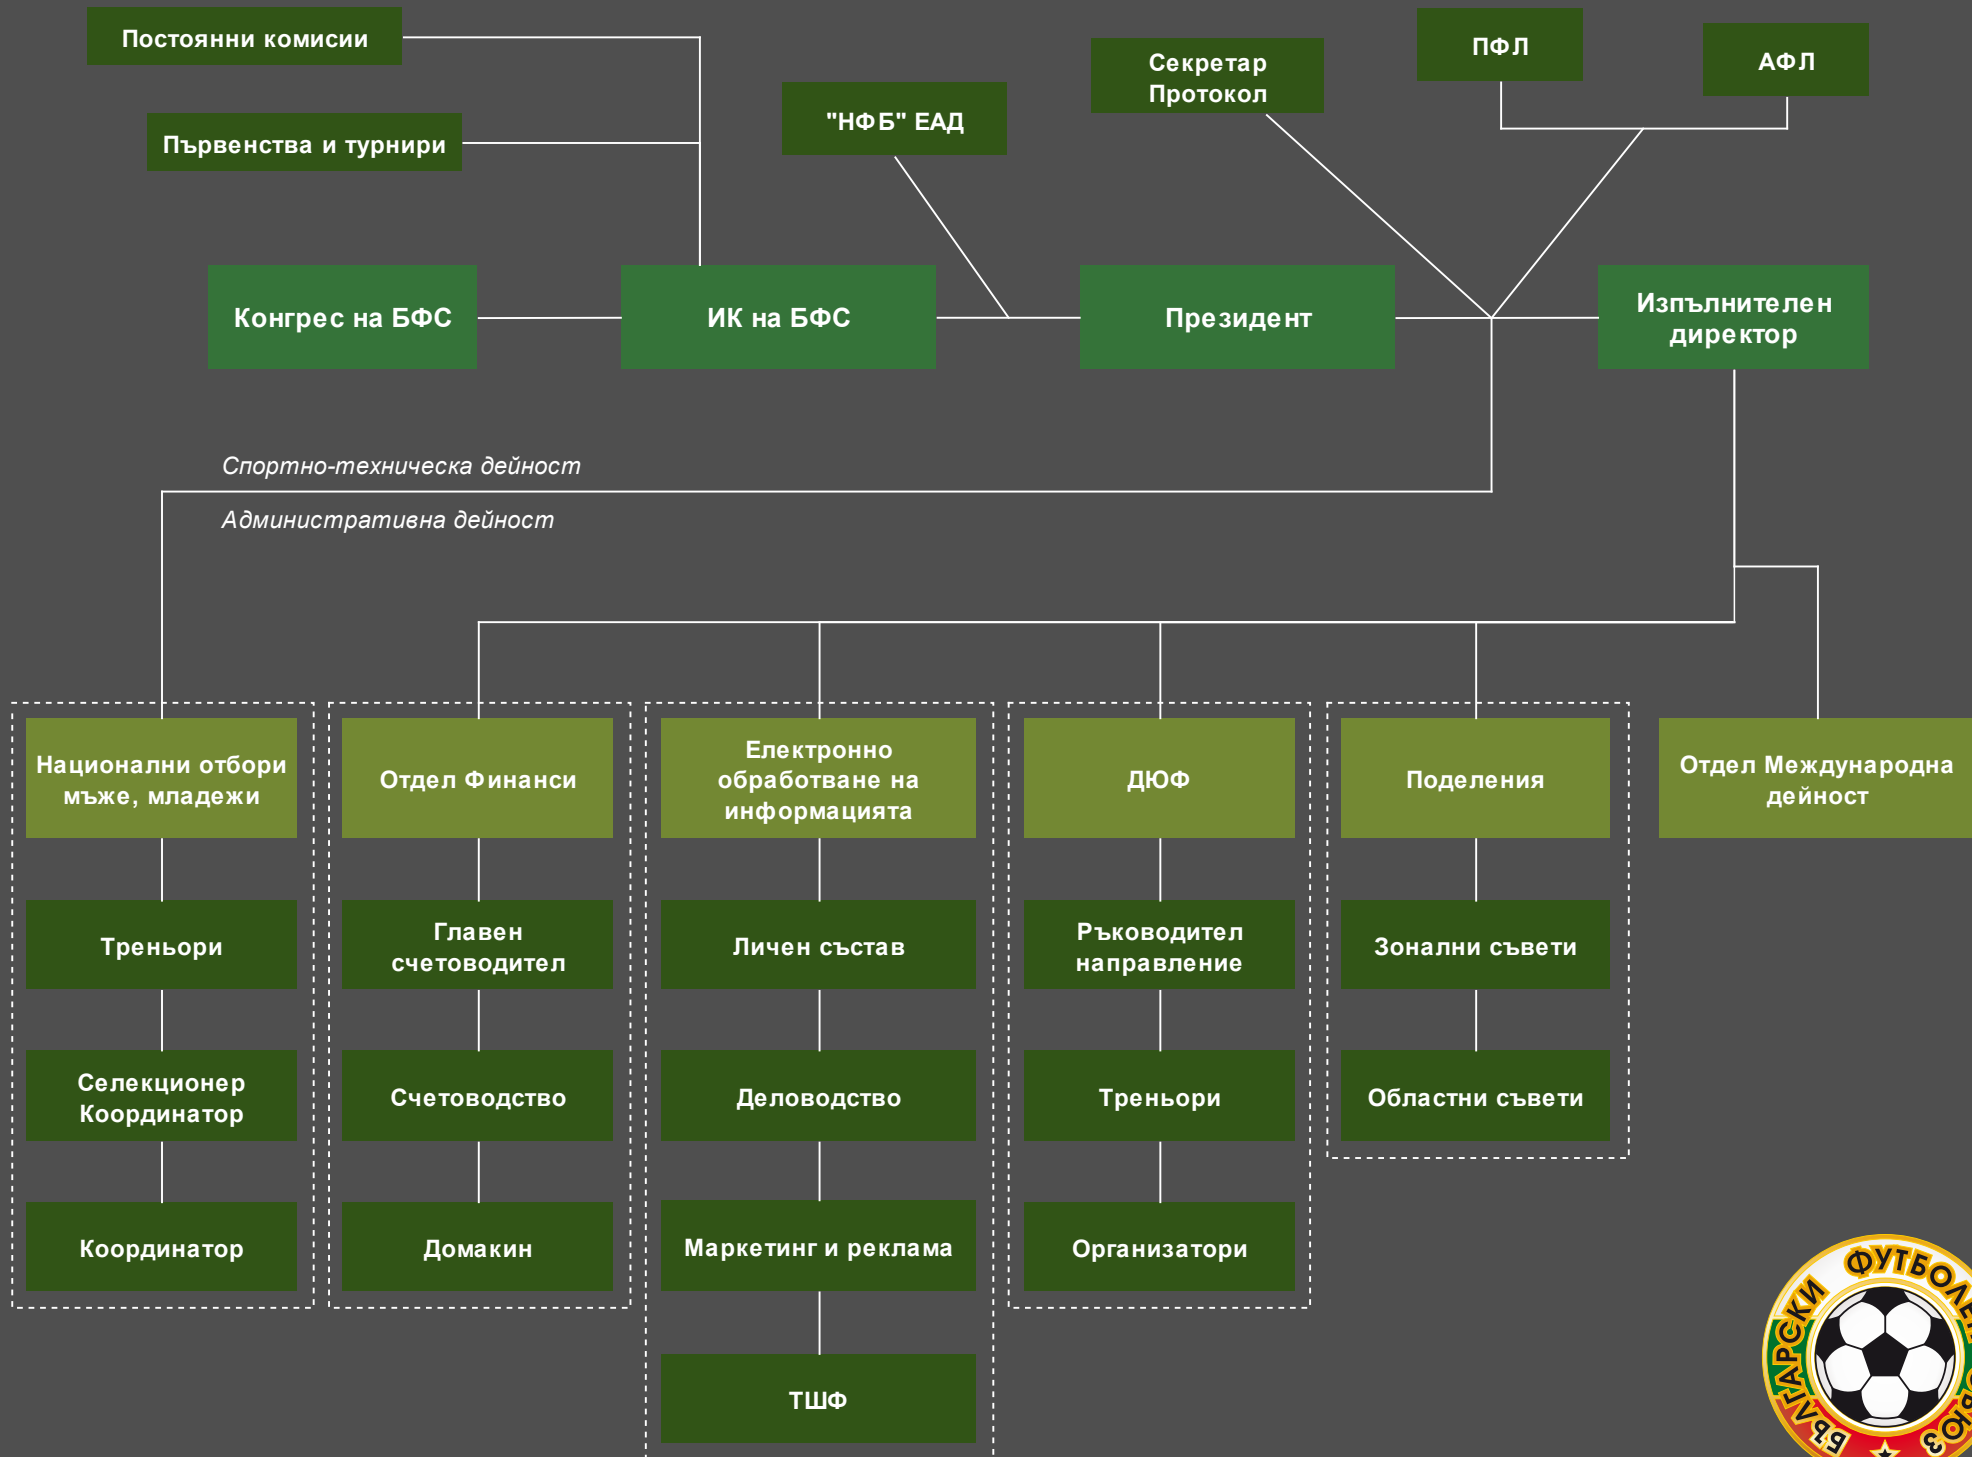 Постоянни комисии
Първенства и турнири
"НФБ" ЕАД
Секретар
Протокол
ПФЛ
АФЛ
Конгрес на БФС
ИК на БФС
Президент
Изпълнителен
директор
Спортно-техническа дейност
Административна дейност
Национални отбори
мъже, младежи
Отдел Финанси
Електронно
обработване на
информацията
ДЮФ
Поделения
Отдел Международна
дейност
Треньори
Главен
счетоводител
Личен състав
Ръководител
направление
Зонални съвети
Селекционер
Координатор
Счетоводство
Деловодство
Треньори
Областни съвети
Координатор
Домакин
Маркетинг и реклама
Организатори
ТШФ
БЪЛГАРСКИ ФУТБОЛЕН СЪЮЗ